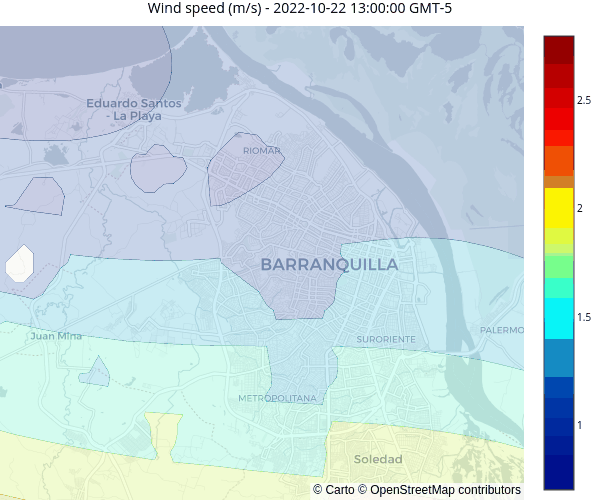 Wind speed (m/s) - 2022-10-22 13:00:00 GMT-5
Eduardo Santos
- La Playa
RIOMAR
BARRANQUILLA
Juan Mina
SURORIENTE
PALERMO
METROPOLITANA
Soledad
© Carto © OpenStreetMap contributors
2.5
2
1.5
1